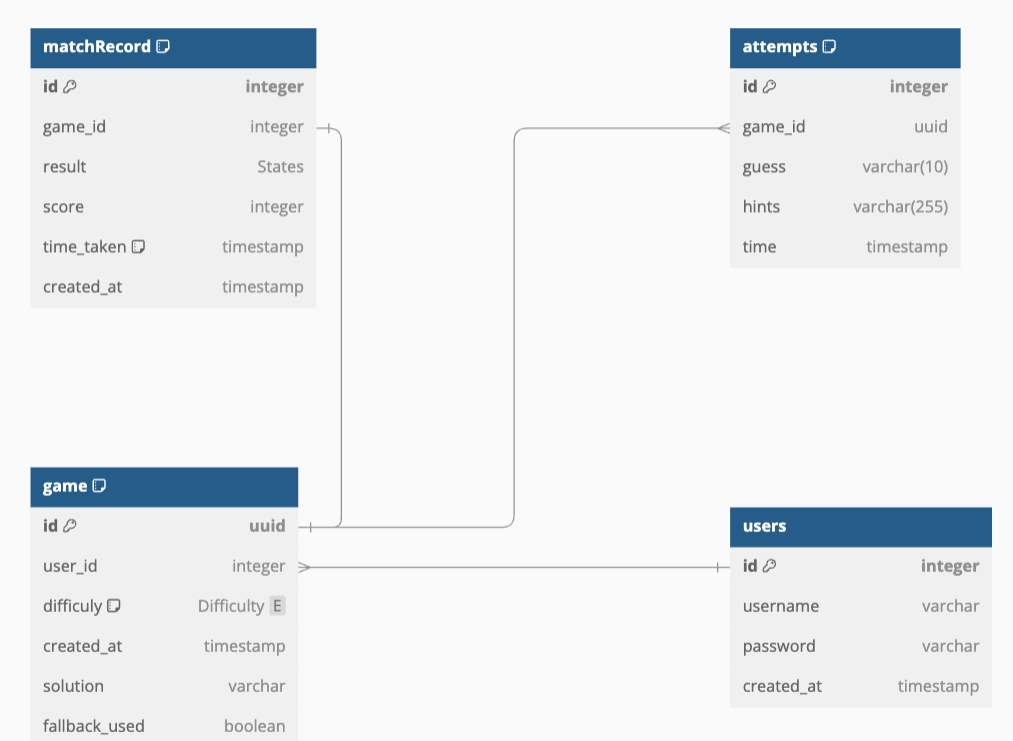 matchRecord
id integer
game_id integer
result States
score integer
time_taken timestamp
created_at timestamp
attempts
id integer
game_id uuid
guess varchar(10)
hints varchar(255)
time timestamp
game
id uuid
user_id integer
difficuly Difficulty E
created_at timestamp
solution varchar
fallback_used boolean
users
id integer
username varchar
password varchar
created_at timestamp